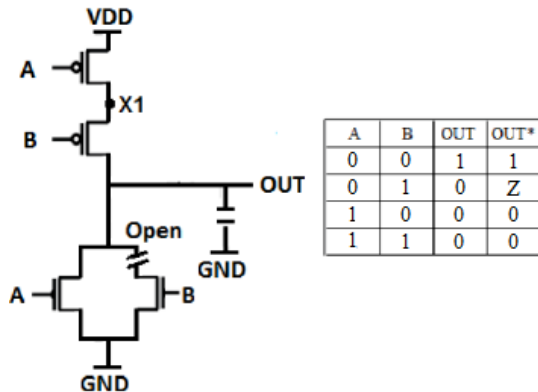 VDD
A
X1
B
OUT
Open
GND
A
B
GND
A B OUT OUT*
0 0 1 1
0 1 0 Z
1 0 0 0
1 1 0 0